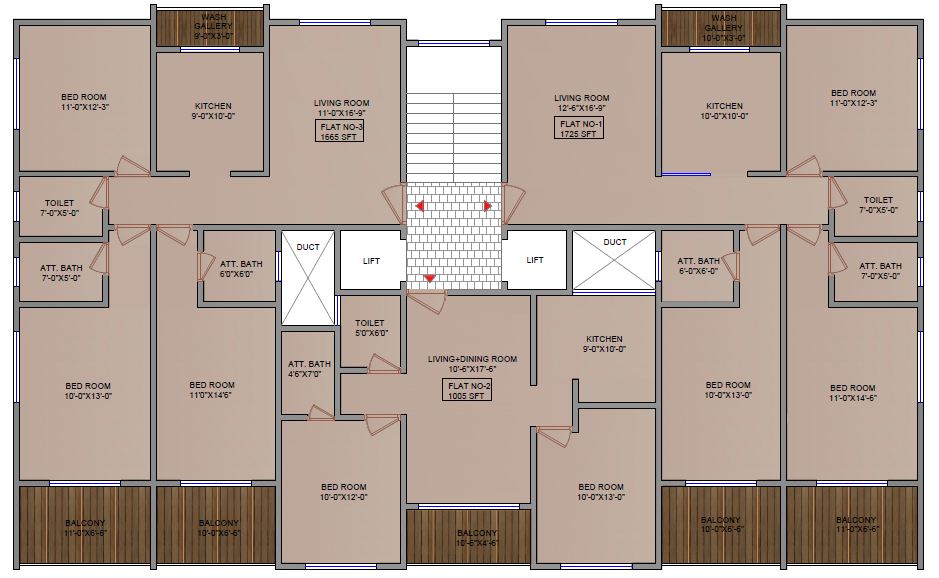 WASH
GALLERY
9'-0"X3'-0"
WASH
GALLERY
10'-0"X3'-0"
BED ROOM
11'-0"X12'-3"
KITCHEN
9'-0"X10'-0"
LIVING ROOM
11'-0"X16'-9"
FLAT NO-3
1665 SFT
LIVING ROOM
12'-6"X16'-9"
FLAT NO-1
1725 SFT
KITCHEN
10'-0"X10'-0"
BED ROOM
11'-0"X12'-3"
TOILET
7'-0"X5'-0"
TOILET
7'-0"X5'-0"
ATT. BATH
7'-0"X5'-0"
ATT. BATH
6'0"X6'0"
DUCT
LIFT
LIFT
DUCT
ATT. BATH
6'-0"X6'-0"
ATT. BATH
7'-0"X5'-0"
TOILET
5'0"X6'0"
KITCHEN
9'-0"X10'-0"
ATT. BATH
4'6"X7'0"
LIVING+DINING ROOM
10'-6"X17'-6"
FLAT NO-2
1005 SFT
BED ROOM
10'-0"X13'-0"
BED ROOM
11'0"X14'6"
BED ROOM
10'-0"X13'-0"
BED ROOM
11'-0"X14'-6"
BED ROOM
10'-0"X12'-0"
BED ROOM
10'-0"X13'-0"
BALCONY
11'-0"X6'-6"
BALCONY
10'-0"X6'-6"
BALCONY
10'-6"X4'-6"
BALCONY
10'-0"X6'-6"
BALCONY
11'-0"X6'-6"